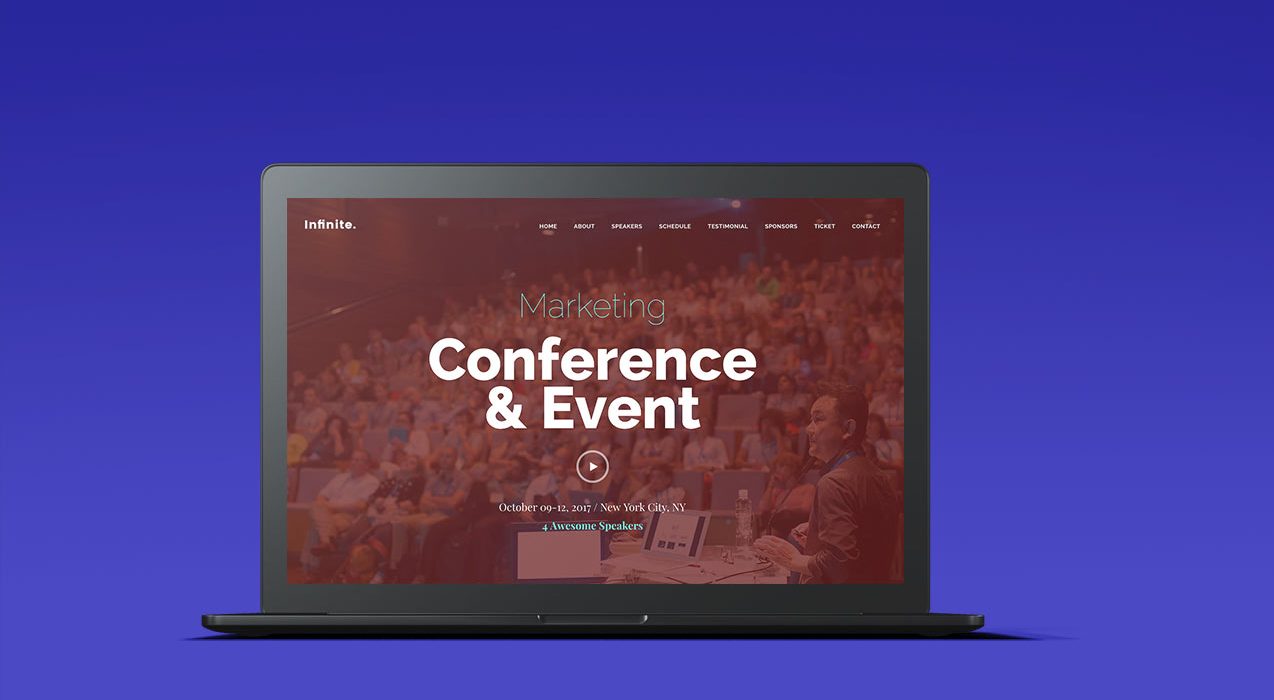 Infinite.
HOME ABOUT SPEAKERS SCHEDULE TESTIMONIAL SPONSORS TICKET CONTACT
Marketing
Conference
& Event
October 09-12, 2017 / New York City, NY
4 Awesome Speakers